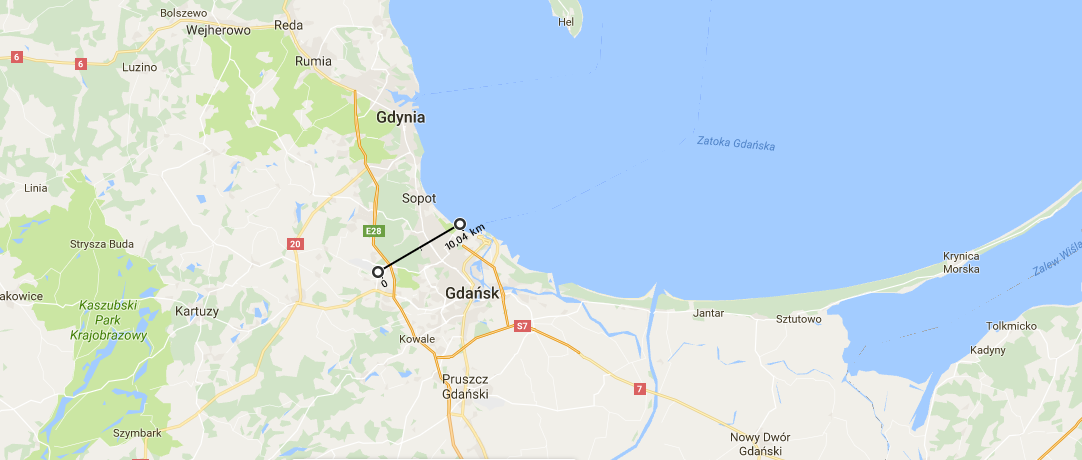 Bolszewo
Wejherowo
Reda
Hel
6
6
Luzino
Rumia
Gdynia
Zatoka Gdańska
Linia
Sopot
10,04 km
E28
20
Strysza Buda
0
Krynica
Morska
Zalew Wiśla
akowice
Kaszubski
Park
Krajobrazowy
Kartuzy
Gdańsk
Jantar
Sztutowo
S7
Tolkmicko
Kowale
Kadyny
Pruszcz
Gdański
7
Szymbark
Nowy Dwór
Gdański